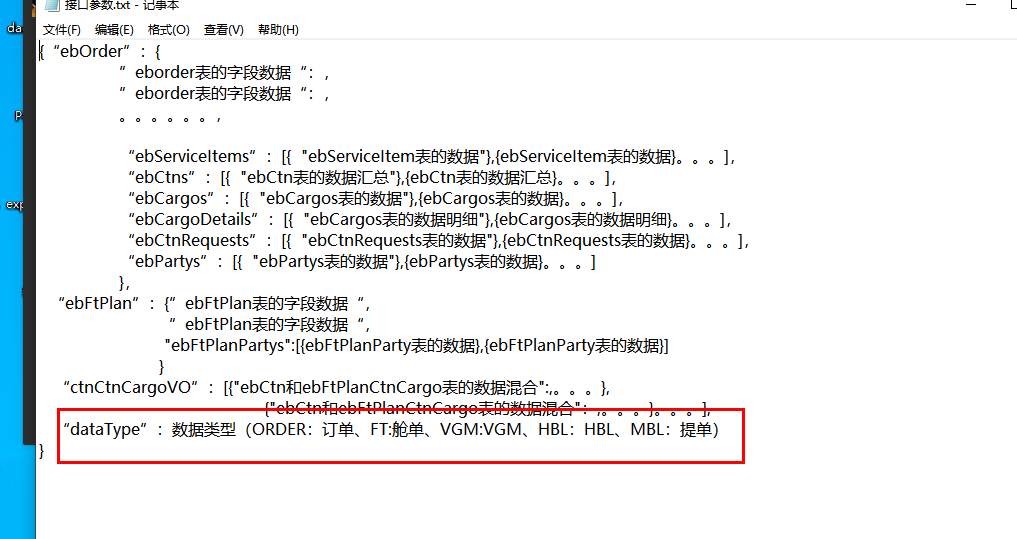 da
P
exp
接口参数.txt - 记事本
文件(F) 编辑(E) 格式(O) 查看(V) 帮助(H)
{ “ebOrder” : {
” eborder表的字段数据 “: ,
” eborder表的字段数据 “: ,
。。。。。。,
“ebServiceItems” : [{ "ebServiceItem表的数据"},{ebServiceItem表的数据}。。。],
“ebCtns” : [{ "ebCtn表的数据汇总"},{ebCtn表的数据汇总}。。。],
“ebCargos” : [{ "ebCargos表的数据"},{ebCargos表的数据}。。。],
“ebCargoDetails” : [{ "ebCargos表的数据明细"},{ebCargos表的数据明细}。。。],
“ebCtnRequests” : [{ "ebCtnRequests表的数据"},{ebCtnRequests表的数据}。。。],
“ebPartys” : [{ "ebPartys表的数据"},{ebPartys表的数据}。。。]
},
“ebFtPlan” : {” ebFtPlan表的字段数据 “,
” ebFtPlan表的字段数据 “,
"ebFtPlanPartys":[{ebFtPlanParty表的数据},{ebFtPlanParty表的数据}]
}
“ctnCtnCargoVO” : [{"ebCtn和ebFtPlanCtnCargo表的数据混合":,。。。},
{"ebCtn和ebFtPlanCtnCargo表的数据混合": ,。。。}。。。],
“dataType” : 数据类型（ORDER：订单、FT:舱单、VGM:VGM、HBL：HBL、MBL：提单）
}